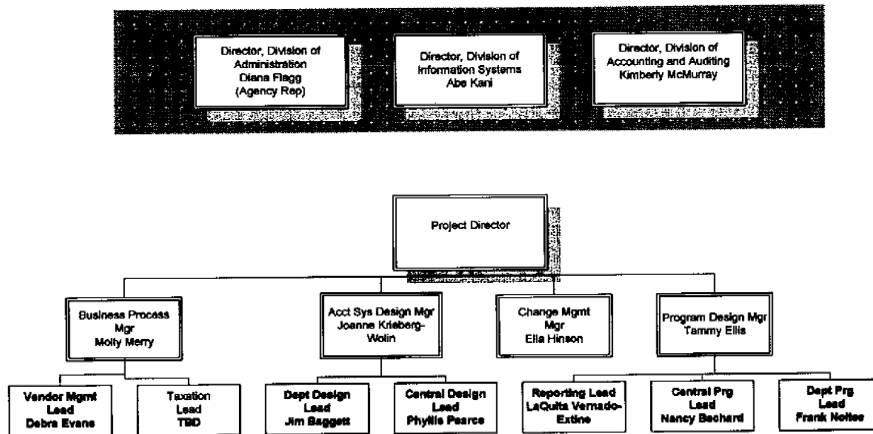 Director, Division of
Administration
Diana Flagg
(Agency Rep)
Director, Division of
Information Systems
Abe Kani
Director, Division of
Accounting and Auditing
Kimberly McMurray
Project Director
Business Process
Mgr
Molly Merry
Acct Sys Design Mgr
Joanne Krieberg-
Wolin
Change Mgmt
Mgr
Ella Hinson
Program Design Mgr
Tammy Ellis
Vendor Mgmt
Lead
Debra Evans
Taxation
Lead
TBD
Dept Design
Lead
Jim Baggett
Central Design
Lead
Phyllis Pearce
Reporting Lead
LaQuita Vernado-
Extine
Central Prg
Lead
Nancy Bechard
Dept Prg
Lead
Frank